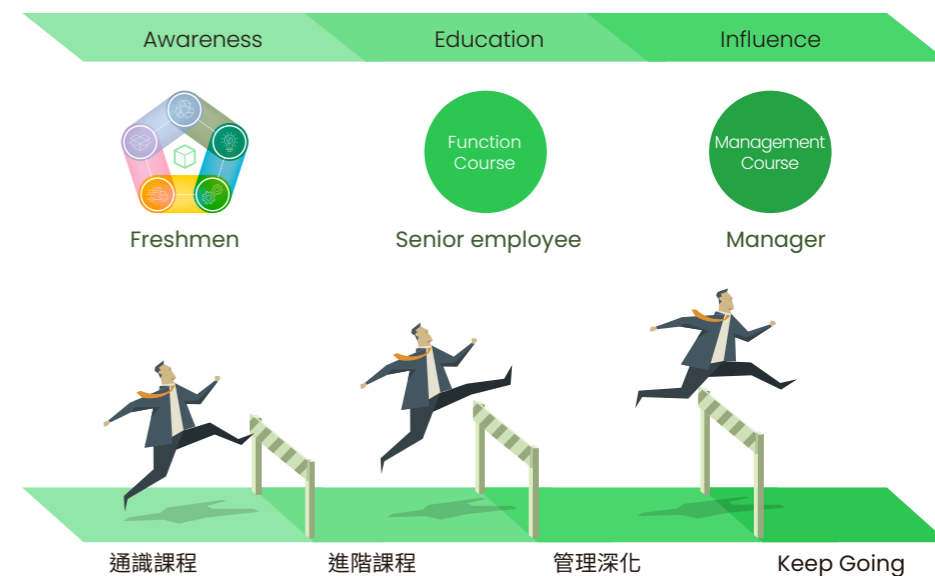 Awareness
Education
Influence
Function
Course
Management
Course
Freshmen
Senior employee
Manager
通識課程
進階課程
管理深化
Keep Going